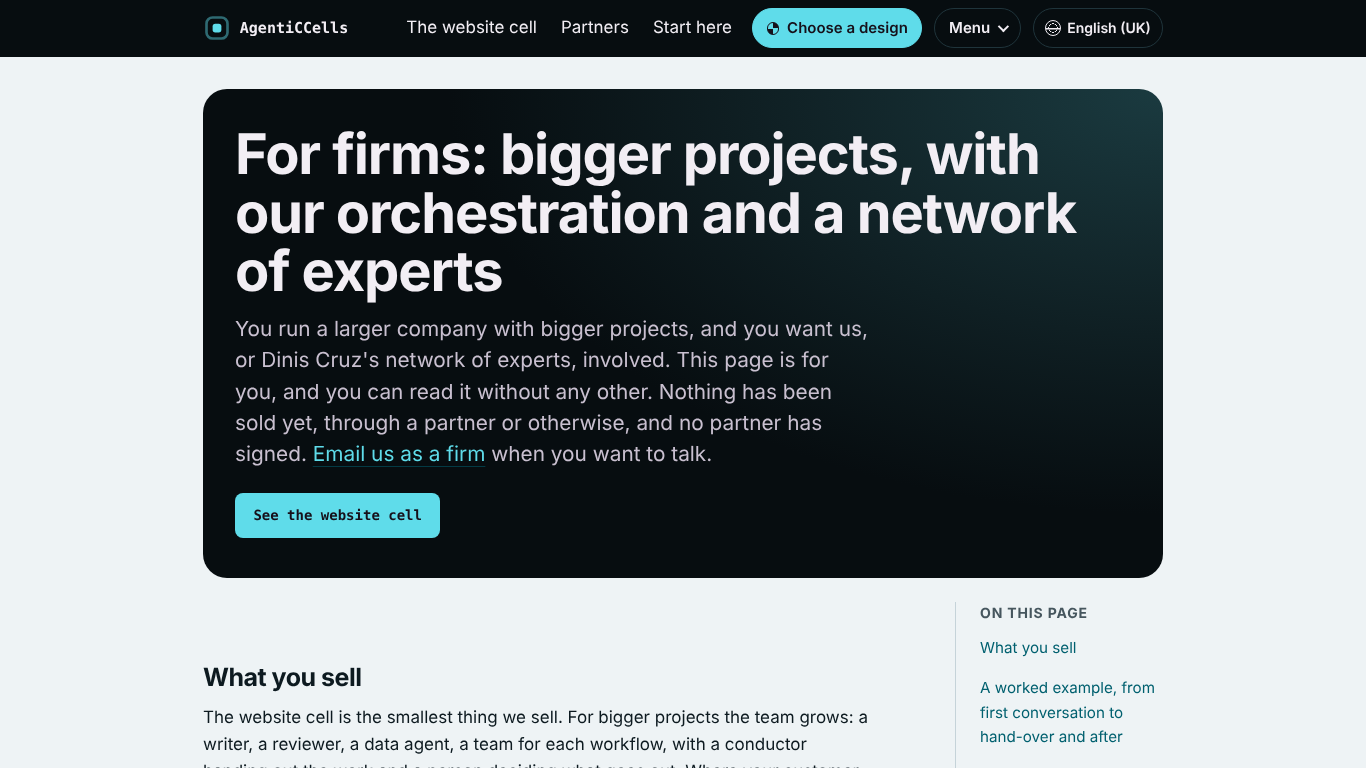 AgentiCCells
The website cell
Partners
Start here
Choose a design
Menu
English (UK)
For firms: bigger projects, with
our orchestration and a network
of experts
You run a larger company with bigger projects, and you want us,
or Dinis Cruz's network of experts, involved. This page is for
you, and you can read it without any other. Nothing has been
sold yet, through a partner or otherwise, and no partner has
signed. Email us as a firm when you want to talk.
See the website cell
ON THIS PAGE
What you sell
A worked example, from
first conversation to
hand-over and after
What you sell
The website cell is the smallest thing we sell. For bigger projects the team grows: a
writer, a reviewer, a data agent, a team for each workflow, with a conductor